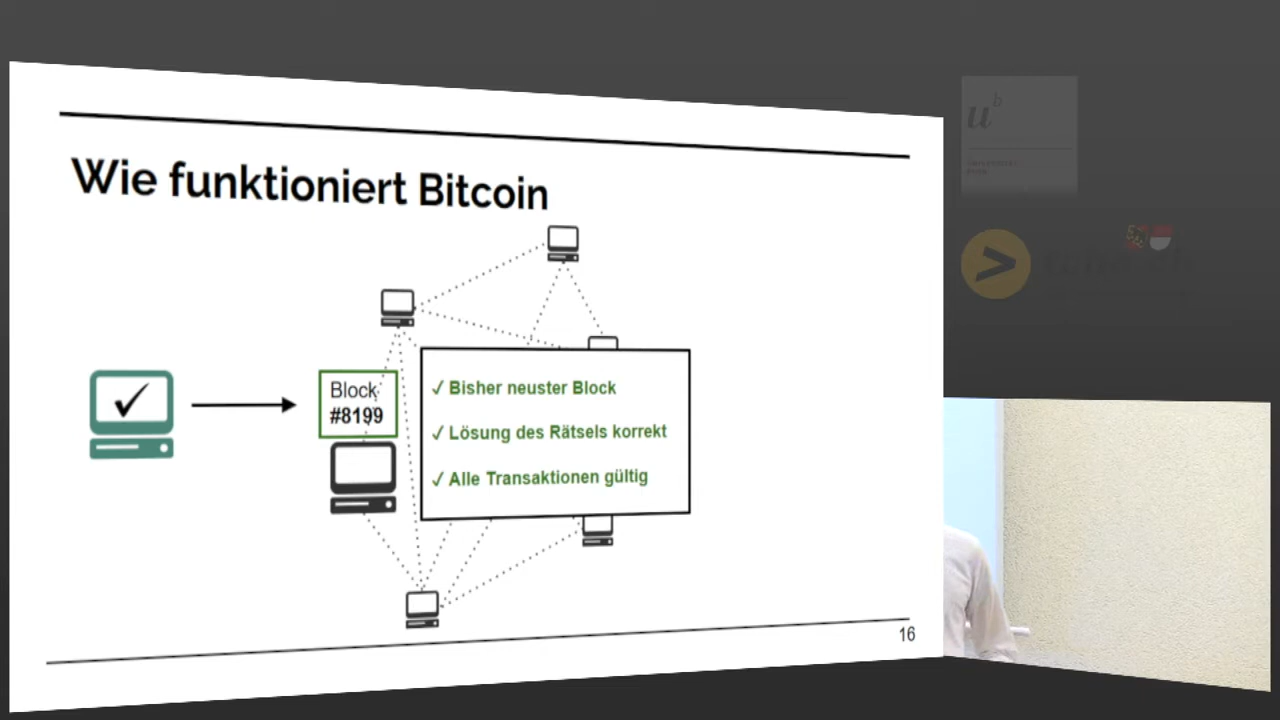 Wie funktioniert Bitcoin
Block
#8199
✓ Bisher neuster Block
✓ Lösung des Rätsels korrekt
✓ Alle Transaktionen gültig
16
u
b